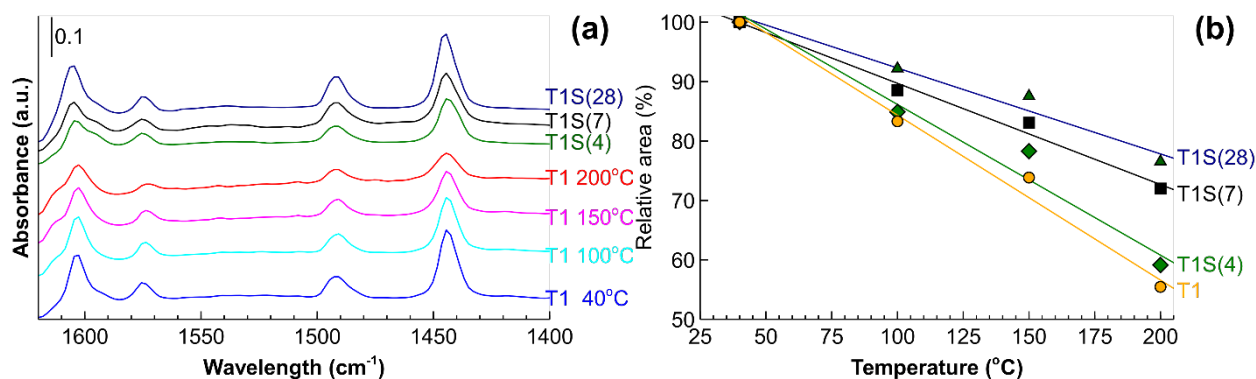 0.1
(a)
T1S(28)
T1S(7)
T1S(4)
T1 200°C
T1 150°C
T1 100°C
T1 40°C
Absorbance (a.u.)
1600 1550 1500 1450 1400
Wavelength (cm⁻¹)
(b)
100
90
80
70
60
50
Relative area (%)
T1S(28)
T1S(7)
T1S(4)
T1
25 50 75 100 125 150 175 200
Temperature (°C)